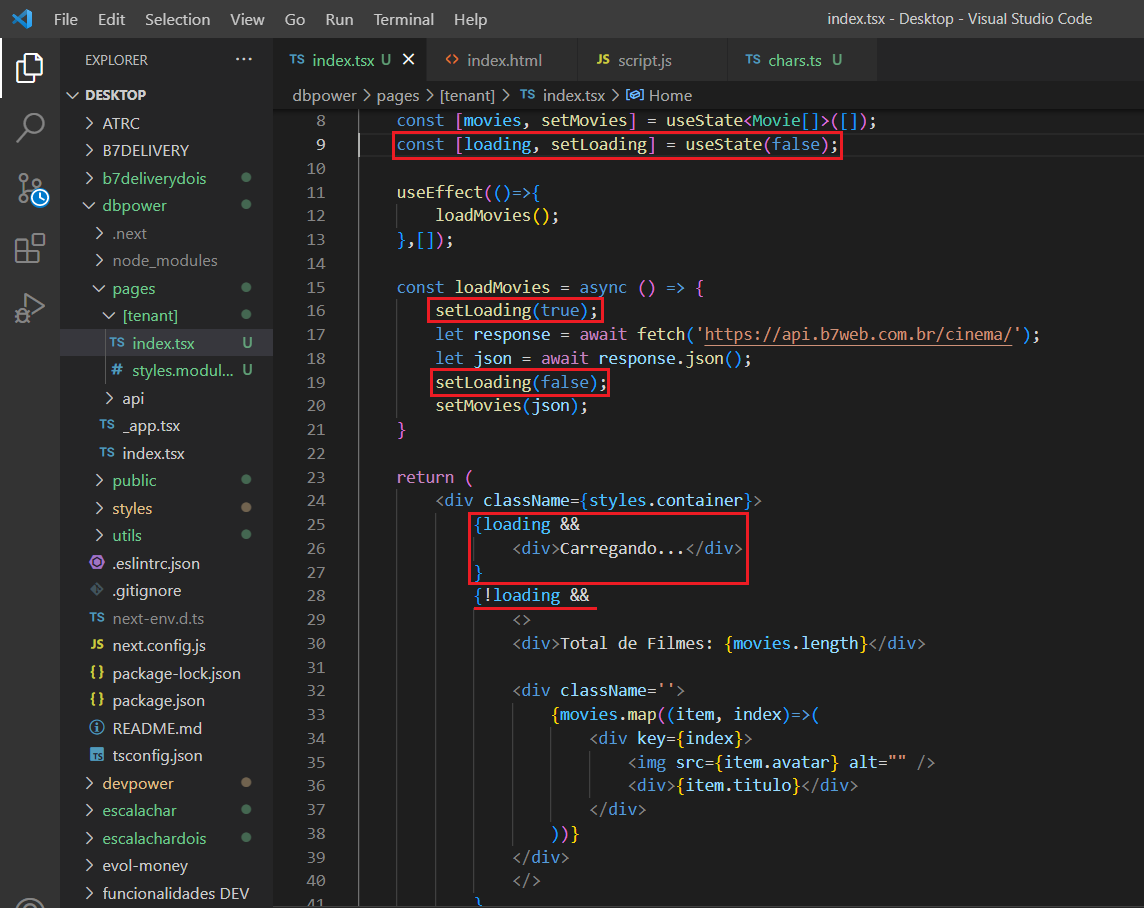 File Edit Selection View Go Run Terminal Help index.tsx - Desktop - Visual Studio Code
EXPLORER ···
DESKTOP
ATRC
B7DELIVERY
b7deliverydois
dbpower
.next
node_modules
pages
[tenant]
TS index.tsx U
# styles.modul... U
api
TS _app.tsx
TS index.tsx
public
styles
utils
.eslintrc.json
.gitignore
TS next-env.d.ts
JS next.config.js
{} package-lock.json
{} package.json
README.md
TS tsconfig.json
devpower
escalachar
escalachardois
evol-money
funcionalidades DEV
TS index.tsx U × <> index.html JS script.js TS chars.ts U
dbpower > pages > [tenant] > TS index.tsx > Home
8 const [movies, setMovies] = useState<Movie[]>([]);
9 const [loading, setLoading] = useState(false);
10
11 useEffect(()=>{
12 loadMovies();
13 },[]);
14
15 const loadMovies = async () => {
16 setLoading(true);
17 let response = await fetch('https://api.b7web.com.br/cinema/');
18 let json = await response.json();
19 setLoading(false);
20 setMovies(json);
21 }
22
23 return (
24 <div className={styles.container}>
25 {loading &&
26 <div>Carregando...</div>
27 }
28 {!loading &&
29 <>
30 <div>Total de Filmes: {movies.length}</div>
31
32 <div className=''>
33 {movies.map((item, index)=>(
34 <div key={index}>
35 <img src={item.avatar} alt="" />
36 <div>{item.titulo}</div>
37 </div>
38 ))}
39 </div>
40 </>
41 }